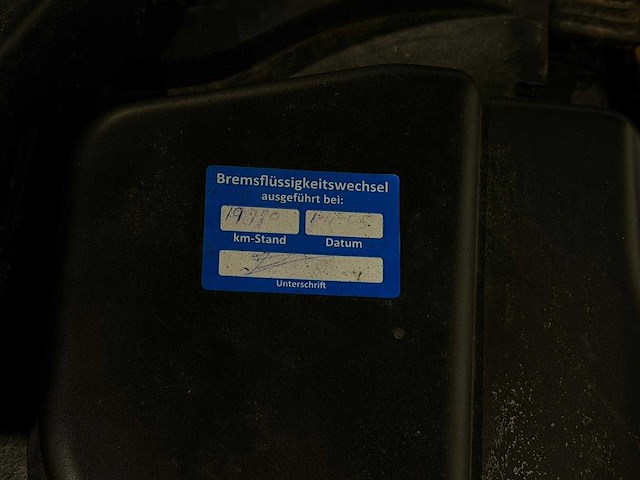 Bremsflüssigkeitswechsel
ausgeführt bei:
km-Stand Datum
Unterschrift